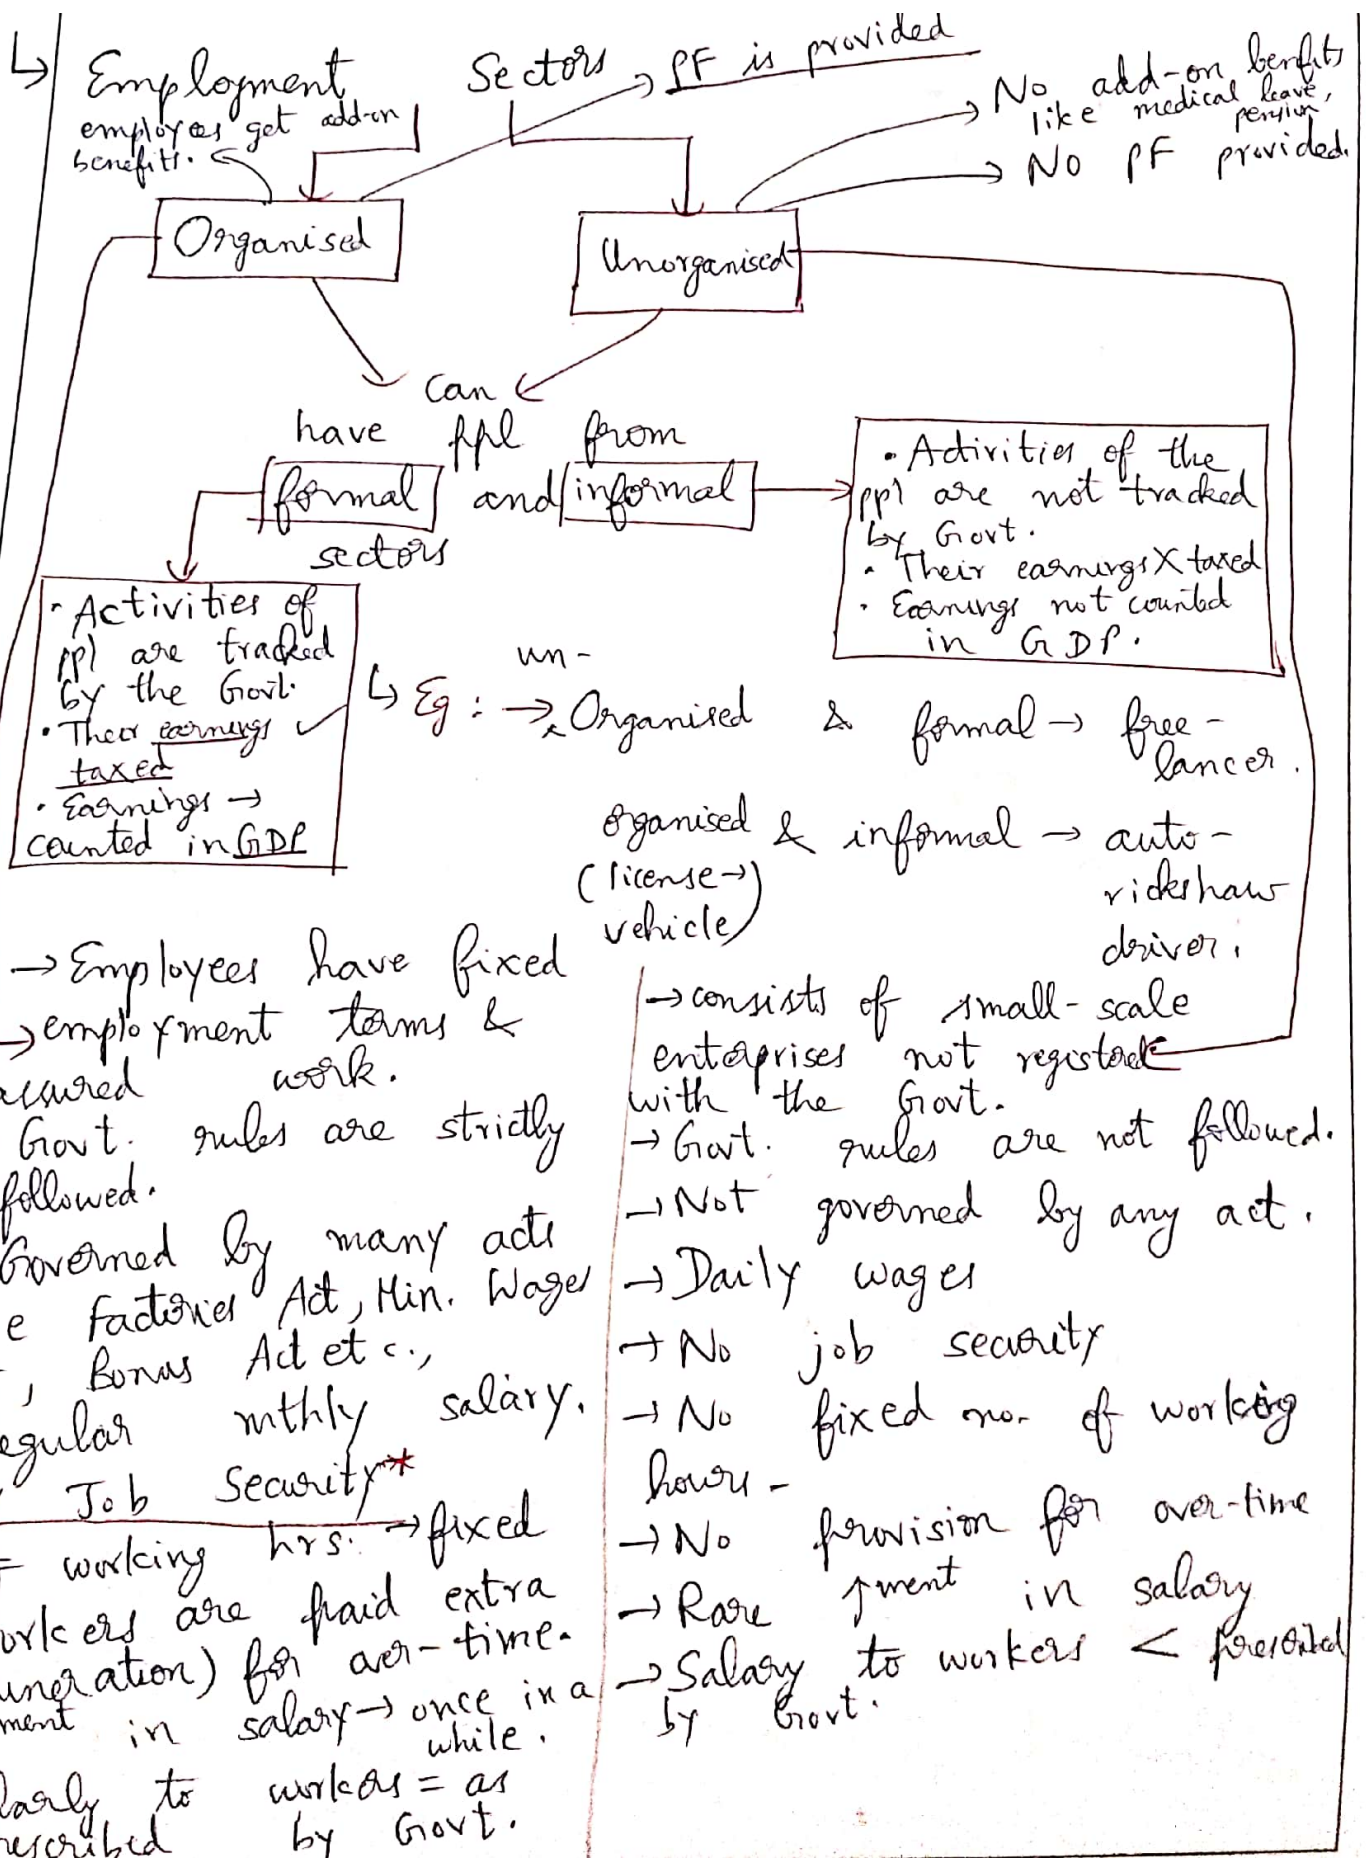 ↳ Employment Sectors
→ PF is provided
employees get add-on
benefits.
→ No add-on benfits
like medical leave,
pension
→ No PF provided.
Organised
Unorganised
can
have ppl from
formal and informal
sectors
• Activities of the
ppl are not tracked
by Govt.
• Their earnings X taxed
• Earnings not counted
in GDP.
• Activities of
ppl are tracked
by the Govt.
• Their earnings ✓
taxed
• Earnings →
counted in GDP
un-
↳ Eg: → Organised & formal → free-
lancer.
organised & informal → auto-
(license →
vehicle)
rickshaw
driver.
→ Employees have fixed
→ employment terms &
work.
Govt. rules are strictly
followed.
Governed by many acts
e Factories Act, Min. Wages
, Bonus Act etc.,
egular mthly salary.
Job Security*
= working hrs. → fixed
orkers are paid extra
uneration) for over-time.
ment in salary → once in a
while.
larly to workers = as
rescribed by Govt.
→ consists of small-scale
enterprises not registered
with the Govt.
→ Govt. rules are not followed.
→ Not governed by any act.
→ Daily wages
→ No job security
→ No fixed no. of working
hours -
→ No provision for over-time
→ Rare ↑ment in salary
→ Salary to workers < prescribed
by Govt.